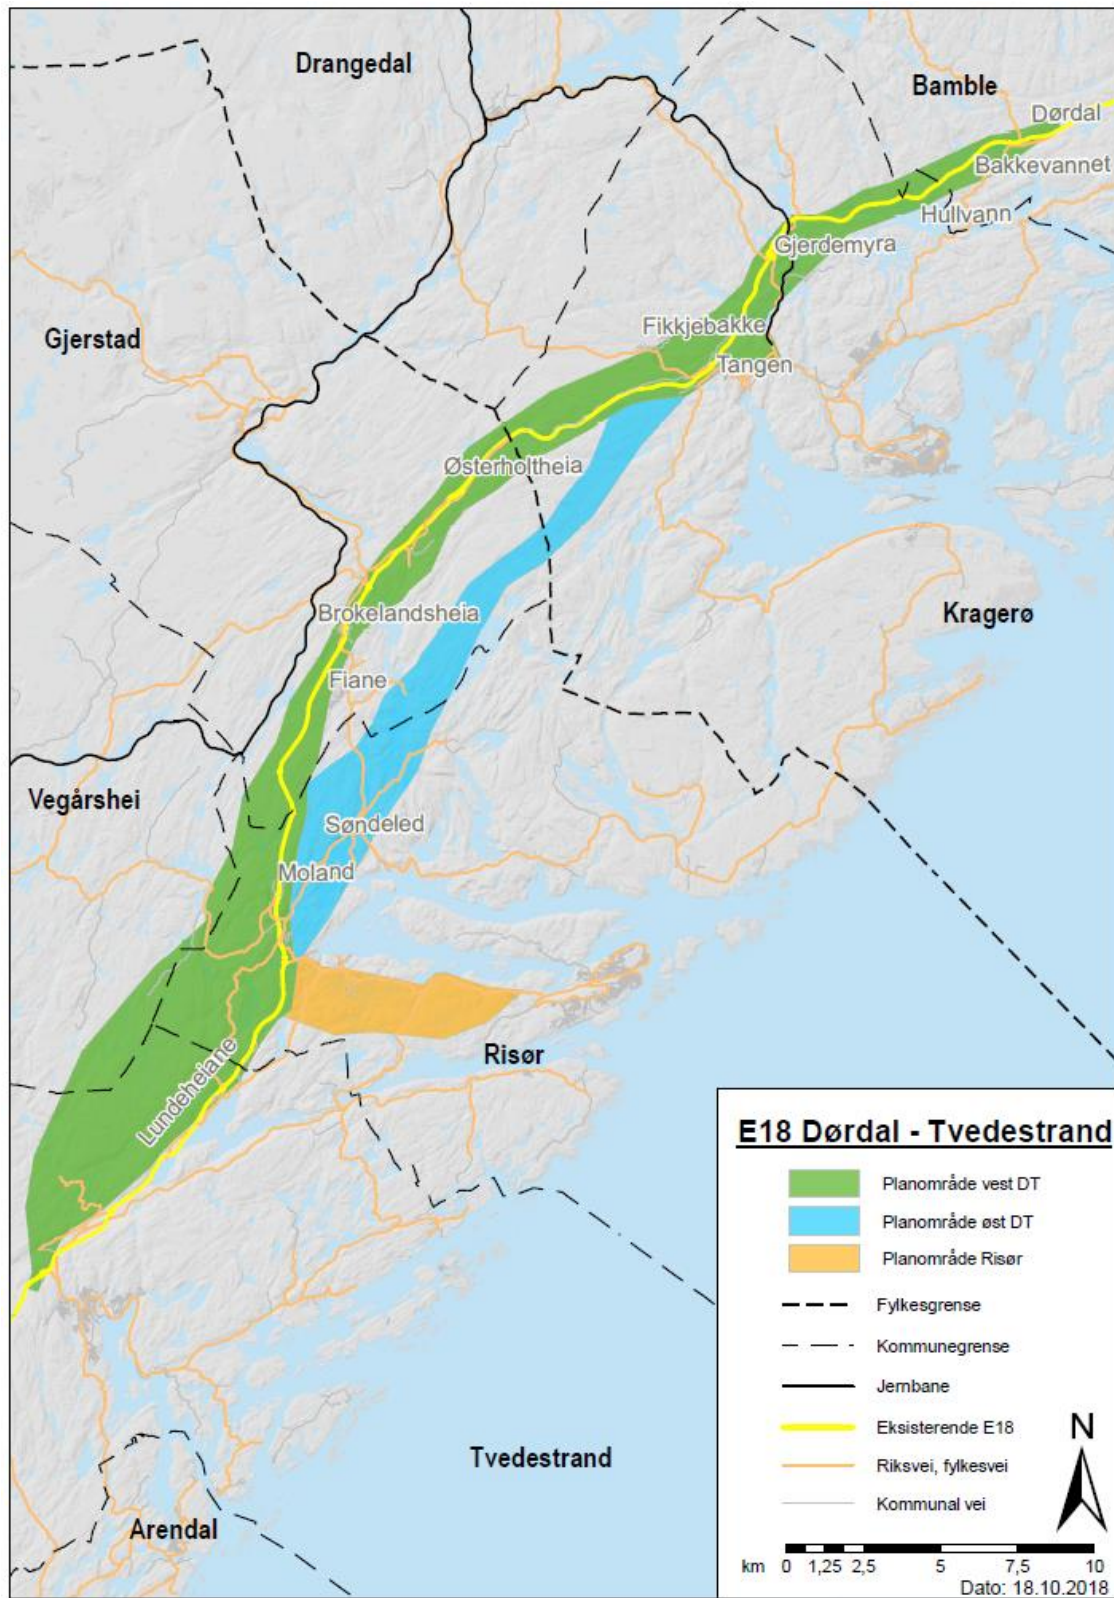 Drangedal
Bamble
Dørdal
Bakkevannet
Hullvann
Gjerdemyra
Gjerstad
Fikkjebakke
Tangen
Østerholtheia
Brokelandsheia
Kragerø
Fiane
Vegårshei
Søndeled
Moland
Lundeheiane
Risør
Tvedestrand
Arendal
E18 Dørdal - Tvedestrand
Planområde vest DT
Planområde øst DT
Planområde Risør
Fylkesgrense
Kommunegrense
Jernbane
Eksisterende E18
Riksvei, fylkesvei
Kommunal vei
N
km 0 1,25 2,5 5 7,5 10
Dato: 18.10.2018